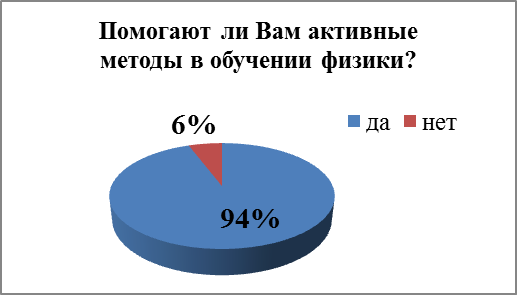 Помогают ли Вам активные
методы в обучении физики?
6%
да нет
94%